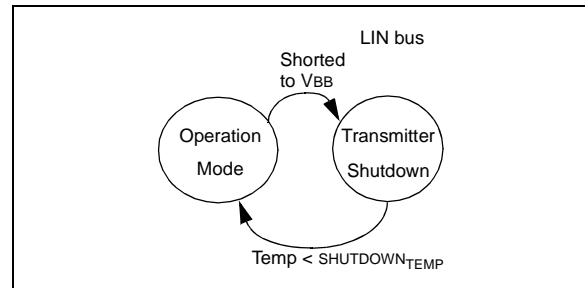 LIN bus
Shorted
to VBB
Operation
Mode
Transmitter
Shutdown
Temp < SHUTDOWNTEMP